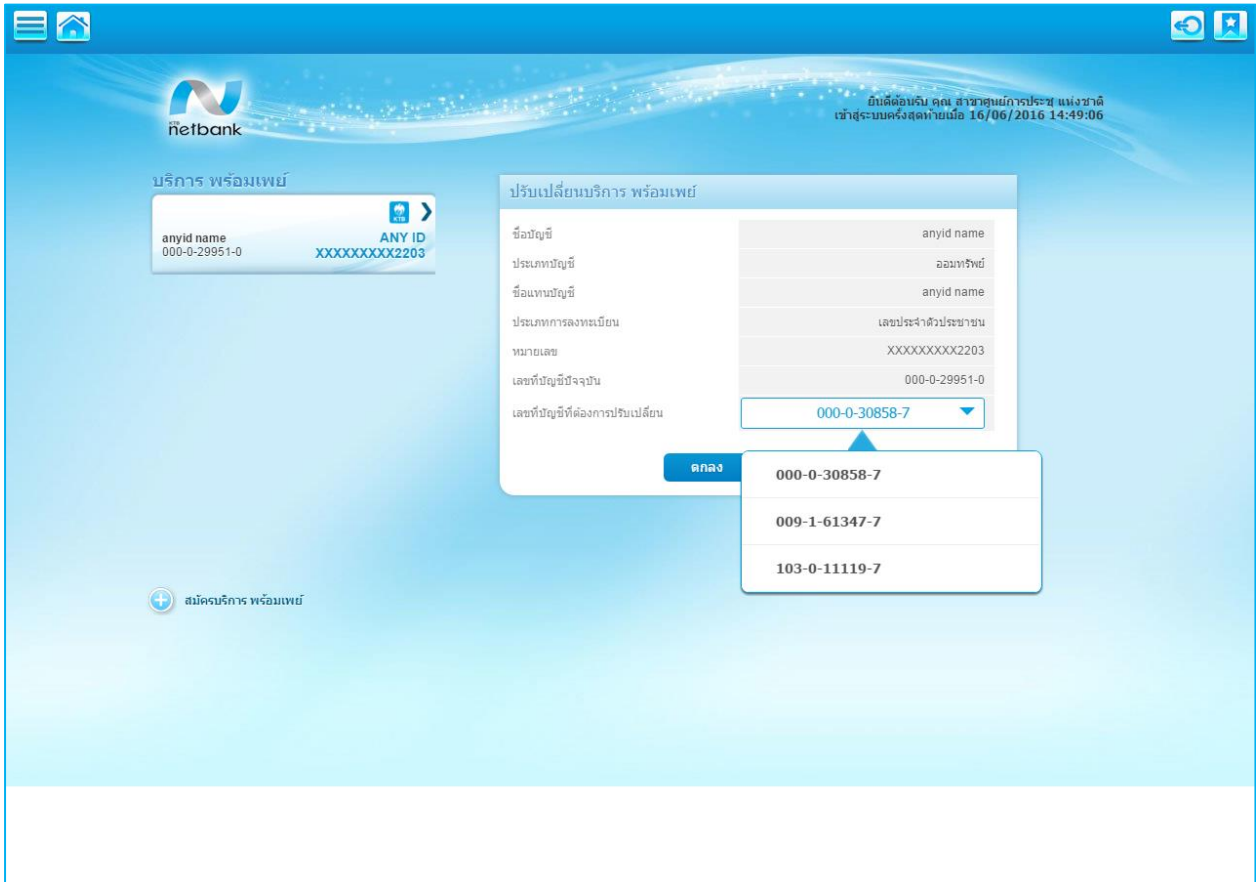 KTB
netbank
ยินดีต้อนรับ คุณ สาขาศูนย์การประชุ แห่งชาติ
เข้าสู่ระบบครั้งสุดท้ายเมื่อ 16/06/2016 14:49:06
บริการ พร้อมเพย์
KTB
anyid name ANY ID
000-0-29951-0 XXXXXXXXX2203
ปรับเปลี่ยนบริการ พร้อมเพย์
ชื่อบัญชี anyid name
ประเภทบัญชี ออมทรัพย์
ชื่อแทนบัญชี anyid name
ประเภทการลงทะเบียน เลขประจำตัวประชาชน
หมายเลข XXXXXXXXX2203
เลขที่บัญชีปัจจุบัน 000-0-29951-0
เลขที่บัญชีที่ต้องการปรับเปลี่ยน 000-0-30858-7
ตกลง
000-0-30858-7
009-1-61347-7
103-0-11119-7
สมัครบริการ พร้อมเพย์